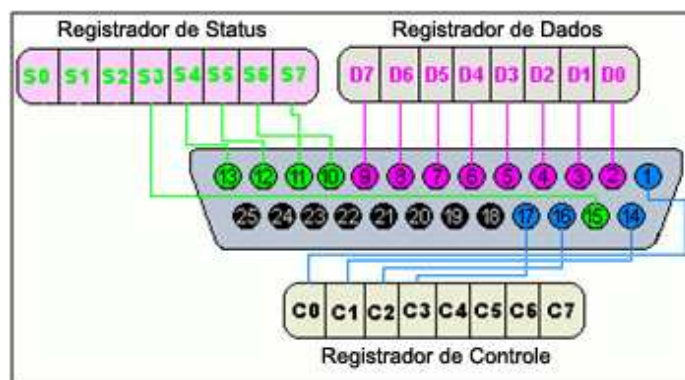 Registrador de Status Registrador de Dados
S0 S1 S2 S3 S4 S5 S6 S7 D7 D6 D5 D4 D3 D2 D1 D0
13 12 11 10 9 8 7 6 5 4 3 2 1
25 24 23 22 21 20 19 18 17 16 15 14
C0 C1 C2 C3 C4 C5 C6 C7
Registrador de Controle